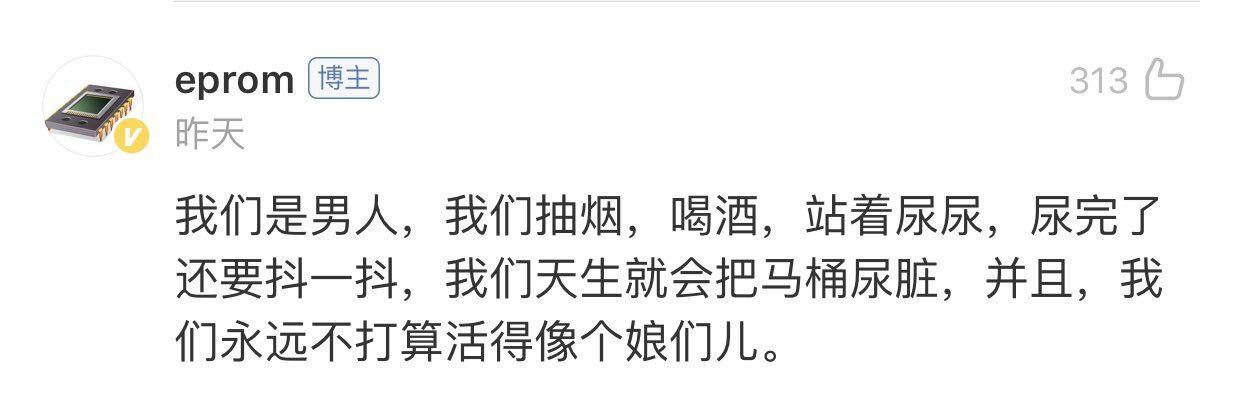 eprom 博主 313
昨天
我们是男人，我们抽烟，喝酒，站着尿尿，尿完了
还要抖一抖，我们天生就会把马桶尿脏，并且，我
们永远不打算活得像个娘们儿。